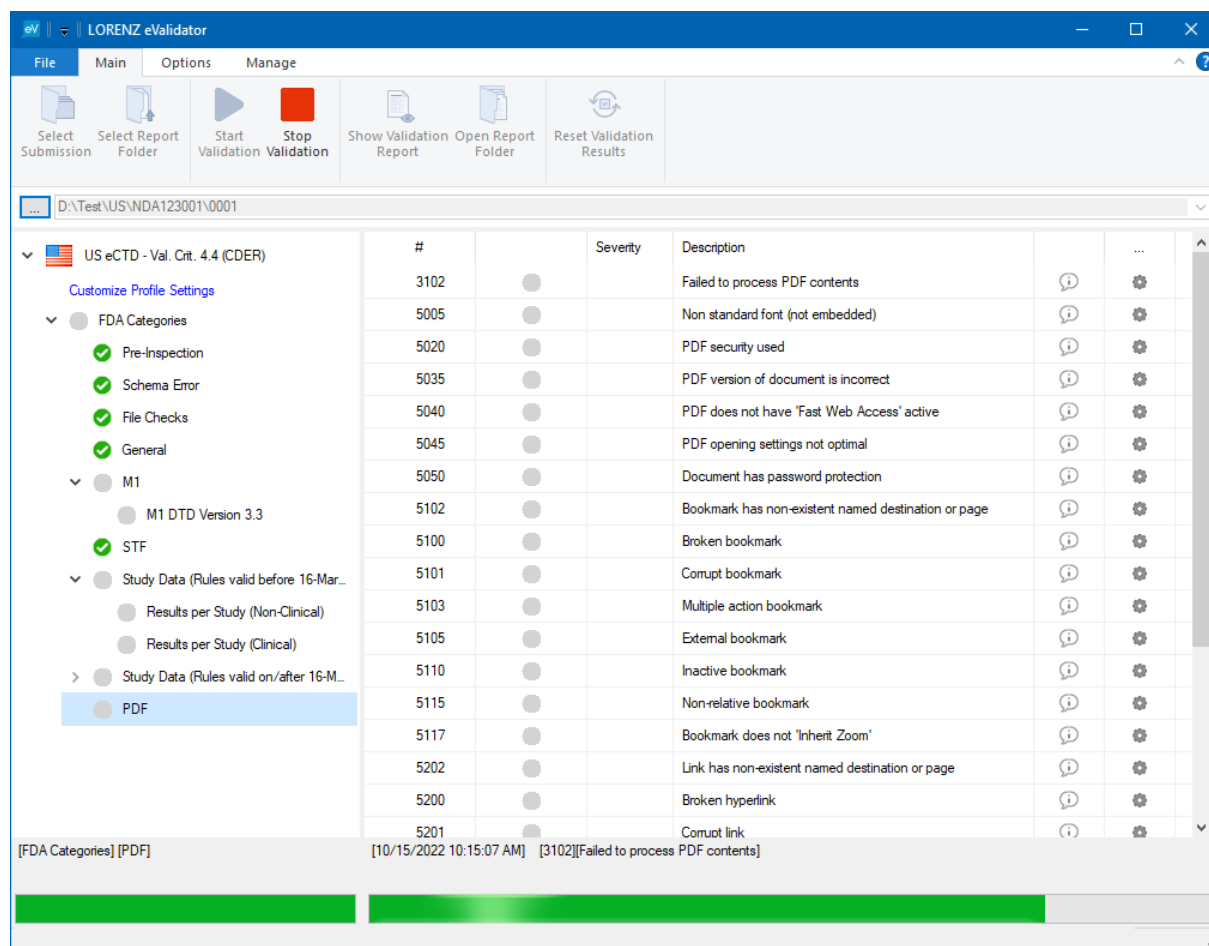 eV LORENZ eValidator
File Main Options Manage
?
Select Submission
Select Report Folder
Start Validation
Stop Validation
Show Validation Report
Open Report Folder
Reset Validation Results
... D:\Test\US\NDA123001\0001
US eCTD - Val. Crit. 4.4 (CDER)
Customize Profile Settings
FDA Categories
Pre-Inspection
Schema Error
File Checks
General
M1
M1 DTD Version 3.3
STF
Study Data (Rules valid before 16-Mar...
Results per Study (Non-Clinical)
Results per Study (Clinical)
Study Data (Rules valid on/after 16-M...
PDF
# Severity Description ...
3102 Failed to process PDF contents
5005 Non standard font (not embedded)
5020 PDF security used
5035 PDF version of document is incorrect
5040 PDF does not have 'Fast Web Access' active
5045 PDF opening settings not optimal
5050 Document has password protection
5102 Bookmark has non-existent named destination or page
5100 Broken bookmark
5101 Corrupt bookmark
5103 Multiple action bookmark
5105 External bookmark
5110 Inactive bookmark
5115 Non-relative bookmark
5117 Bookmark does not 'Inherit Zoom'
5202 Link has non-existent named destination or page
5200 Broken hyperlink
5201 Corrupt link
[FDA Categories] [PDF] [10/15/2022 10:15:07 AM] [3102][Failed to process PDF contents]